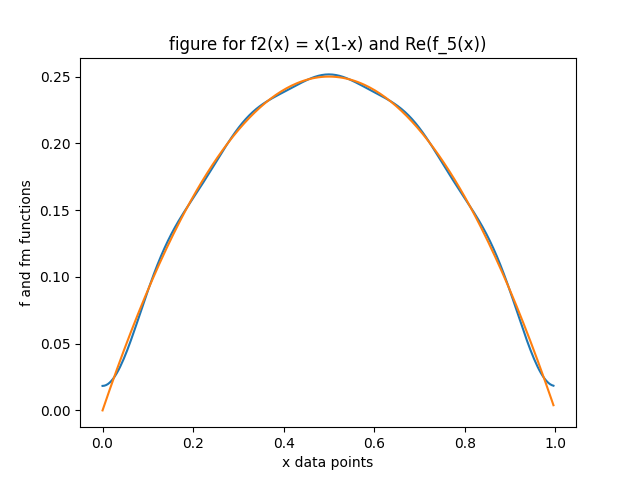 figure for f2(x) = x(1-x) and Re(f_5(x))
f and fm functions
0.25
0.20
0.15
0.10
0.05
0.00
0.0 0.2 0.4 0.6 0.8 1.0
x data points